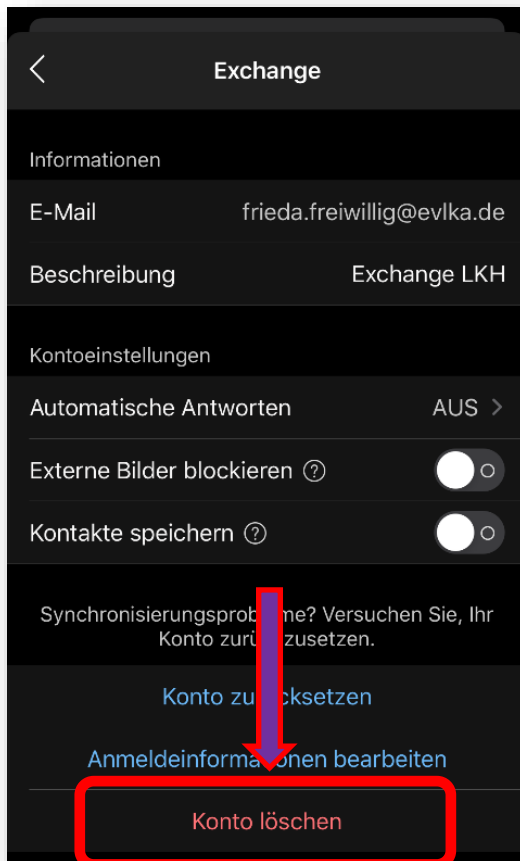 Exchange
Informationen
E-Mail frieda.freiwillig@evlka.de
Beschreibung Exchange LKH
Kontoeinstellungen
Automatische Antworten AUS
Externe Bilder blockieren ?
Kontakte speichern ?
Synchronisierungsprobleme? Versuchen Sie, Ihr
Konto zurückzusetzen.
Konto zurücksetzen
Anmeldeinformationen bearbeiten
Konto löschen